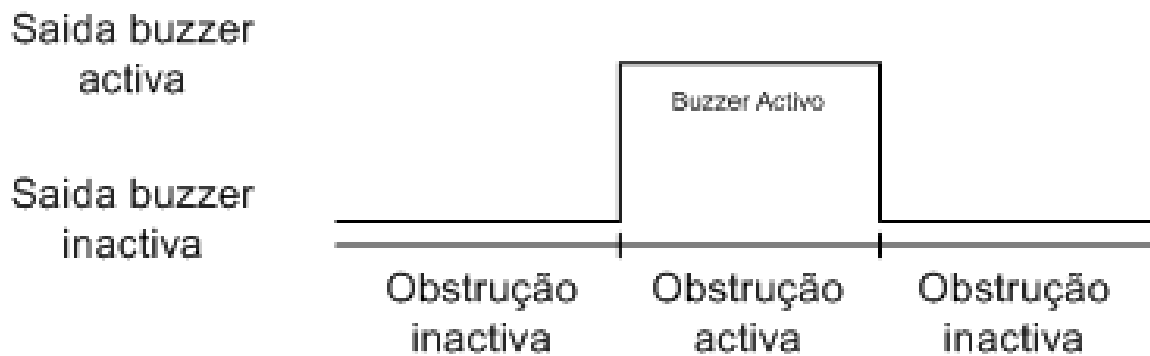 Saida buzzer
activa
Buzzer Activo
Saida buzzer
inactiva
Obstrução
inactiva
Obstrução
activa
Obstrução
inactiva